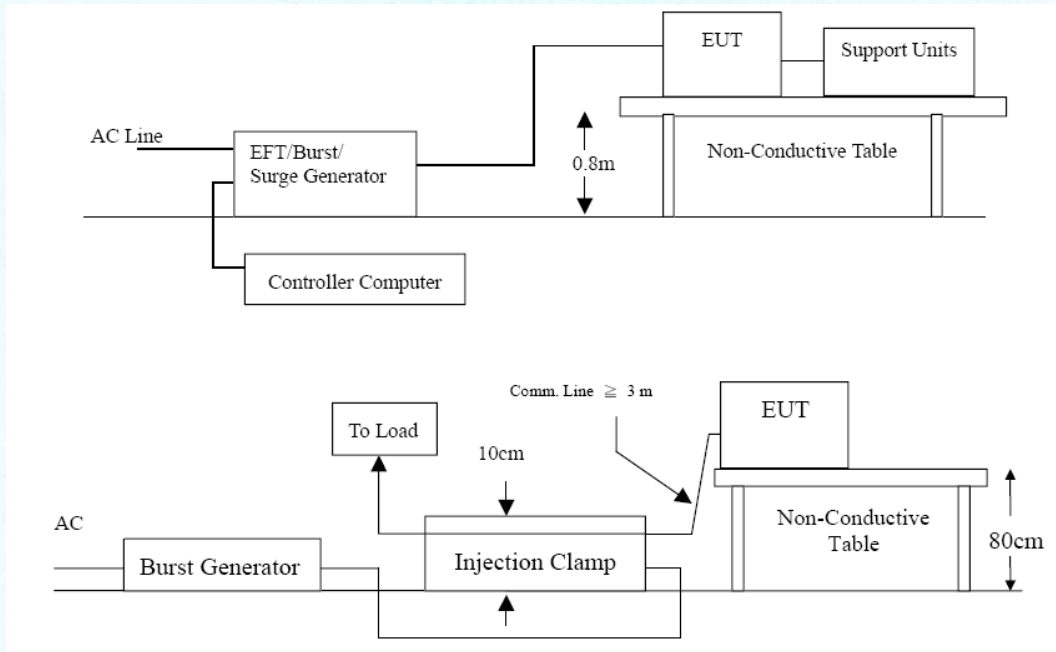 EUT
Support Units
AC Line
EFT/Burst/
Surge Generator
0.8m
Non-Conductive Table
Controller Computer
Comm. Line ≧ 3 m
EUT
To Load
10cm
AC
Non-Conductive
Table
80cm
Burst Generator
Injection Clamp